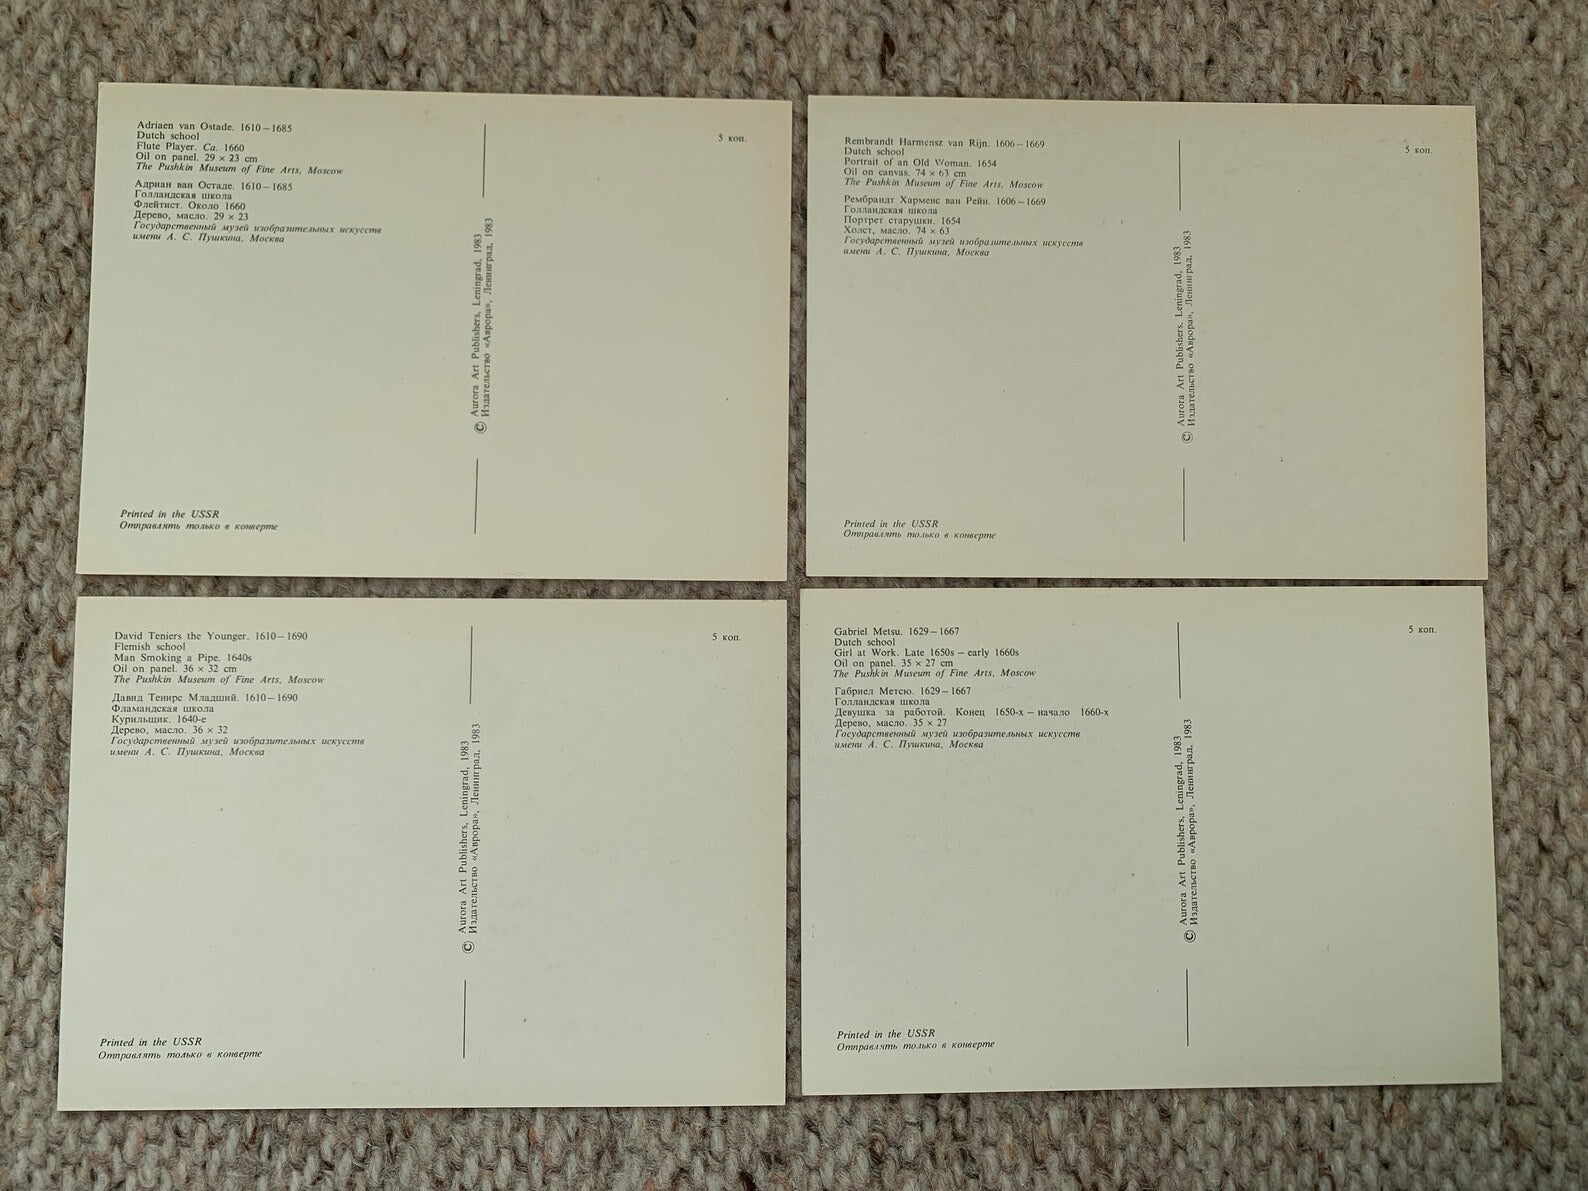 Adriaen van Ostade. 1610–1685
Dutch school
Flute Player. Ca. 1660
Oil on panel. 29 × 23 cm
The Pushkin Museum of Fine Arts, Moscow
Адриан ван Остаде. 1610–1685
Голландская школа
Флейтист. Около 1660
Дерево, масло. 29 × 23
Государственный музей изобразительных искусств
имени А. С. Пушкина, Москва
5 коп.
© Aurora Art Publishers, Leningrad, 1983
Издательство «Аврора», Ленинград, 1983
Printed in the USSR
Отправлять только в конверте
Rembrandt Harmensz van Rijn. 1606–1669
Dutch school
Portrait of an Old Woman. 1654
Oil on canvas. 74 × 63 cm
The Pushkin Museum of Fine Arts, Moscow
Рембрандт Харменс ван Рейн. 1606–1669
Голландская школа
Портрет старушки. 1654
Холст, масло. 74 × 63
Государственный музей изобразительных искусств
имени А. С. Пушкина, Москва
5 коп.
© Aurora Art Publishers, Leningrad, 1983
Издательство «Аврора», Ленинград, 1983
Printed in the USSR
Отправлять только в конверте
David Teniers the Younger. 1610–1690
Flemish school
Man Smoking a Pipe. 1640s
Oil on panel. 36 × 32 cm
The Pushkin Museum of Fine Arts, Moscow
Давид Тенирс Младший. 1610–1690
Фламандская школа
Курильщик. 1640-е
Дерево, масло. 36 × 32
Государственный музей изобразительных искусств
имени А. С. Пушкина, Москва
5 коп.
© Aurora Art Publishers, Leningrad, 1983
Издательство «Аврора», Ленинград, 1983
Printed in the USSR
Отправлять только в конверте
Gabriel Metsu. 1629–1667
Dutch school
Girl at Work. Late 1650s – early 1660s
Oil on panel. 35 × 27 cm
The Pushkin Museum of Fine Arts, Moscow
Габриел Метсю. 1629–1667
Голландская школа
Девушка за работой. Конец 1650-х – начало 1660-х
Дерево, масло. 35 × 27
Государственный музей изобразительных искусств
имени А. С. Пушкина, Москва
5 коп.
© Aurora Art Publishers, Leningrad, 1983
Издательство «Аврора», Ленинград, 1983
Printed in the USSR
Отправлять только в конверте